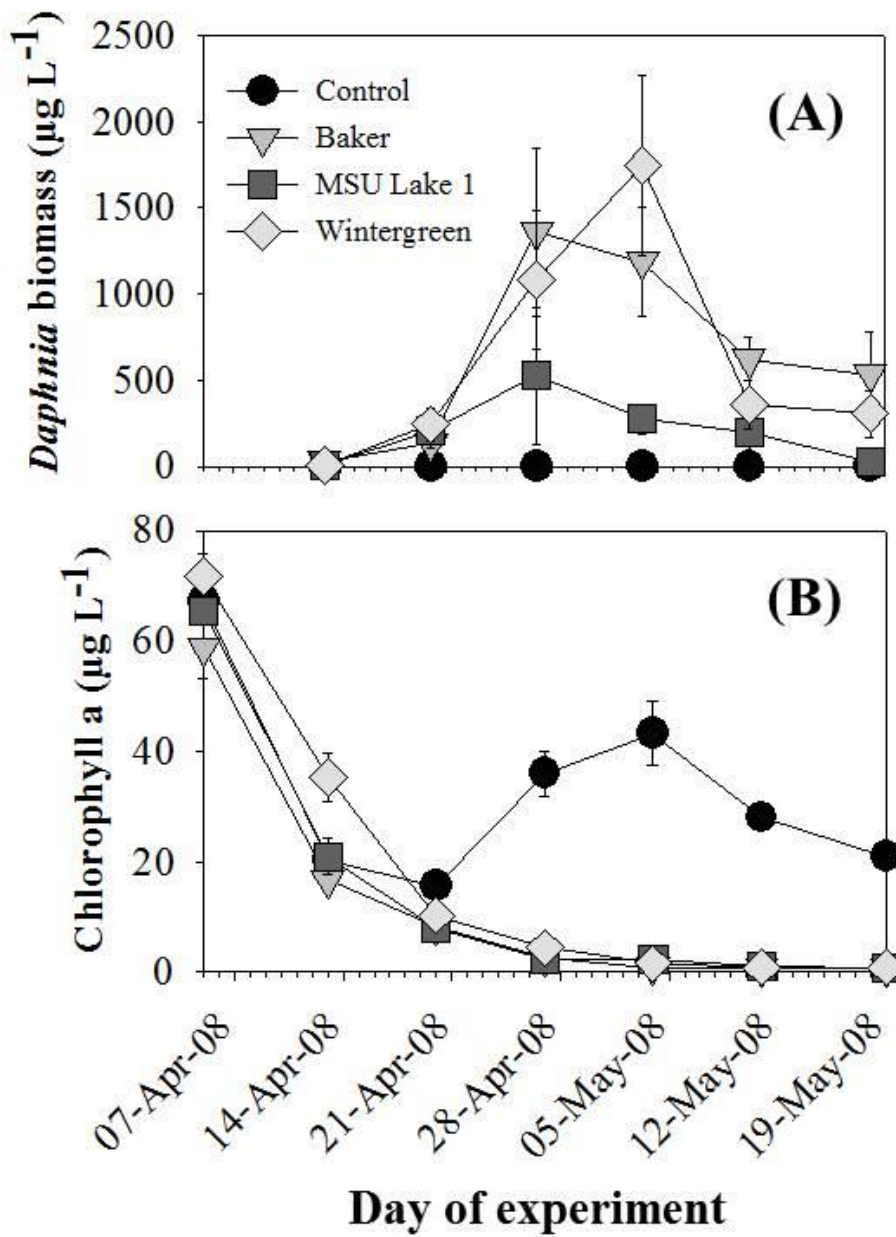 2500
2000
1500
1000
500
0
Daphnia biomass (µg L⁻¹)
Control
Baker
MSU Lake 1
Wintergreen
(A)
80
60
40
20
0
Chlorophyll a (µg L⁻¹)
(B)
07-Apr-08
14-Apr-08
21-Apr-08
28-Apr-08
05-May-08
12-May-08
19-May-08
Day of experiment